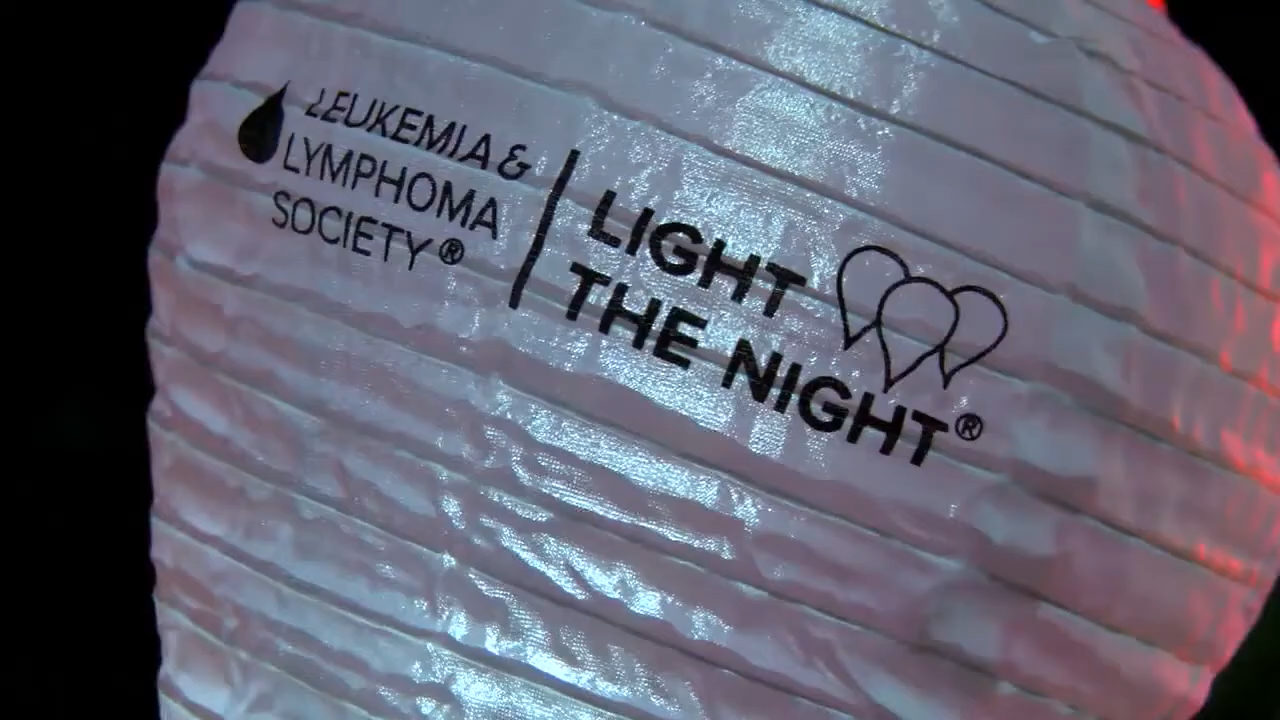 LEUKEMIA &
LYMPHOMA
SOCIETY®
LIGHT
THE NIGHT®